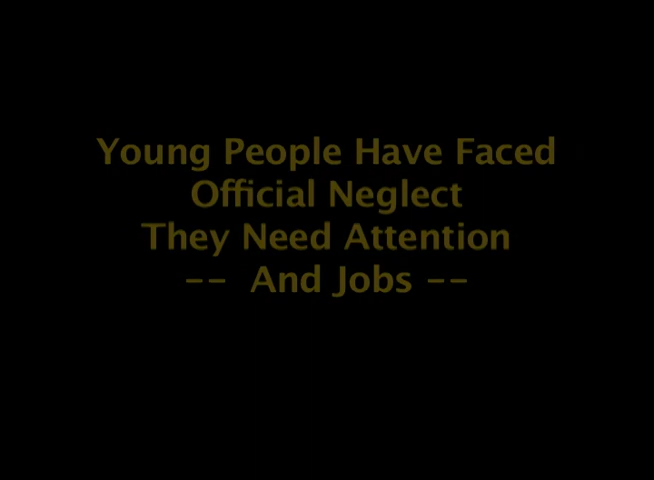 Young People Have Faced
Official Neglect
They Need Attention
-- And Jobs --